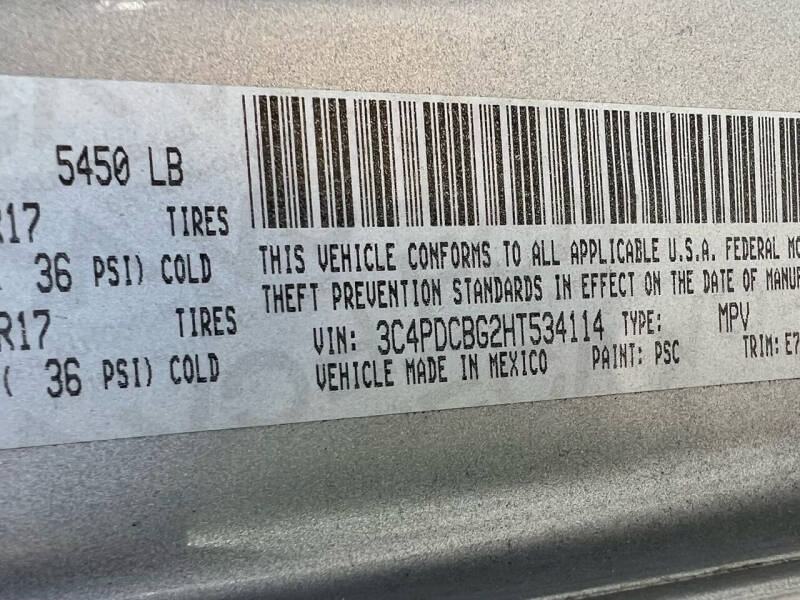 5450 LB
R17 TIRES
36 PSI) COLD
R17 TIRES
( 36 PSI) COLD
THIS VEHICLE CONFORMS TO ALL APPLICABLE U.S.A. FEDERAL MO
THEFT PREVENTION STANDARDS IN EFFECT ON THE DATE OF MANUF
VIN: 3C4PDCBG2HT534114 TYPE: MPV
VEHICLE MADE IN MEXICO PAINT: PSC TRIM: E7